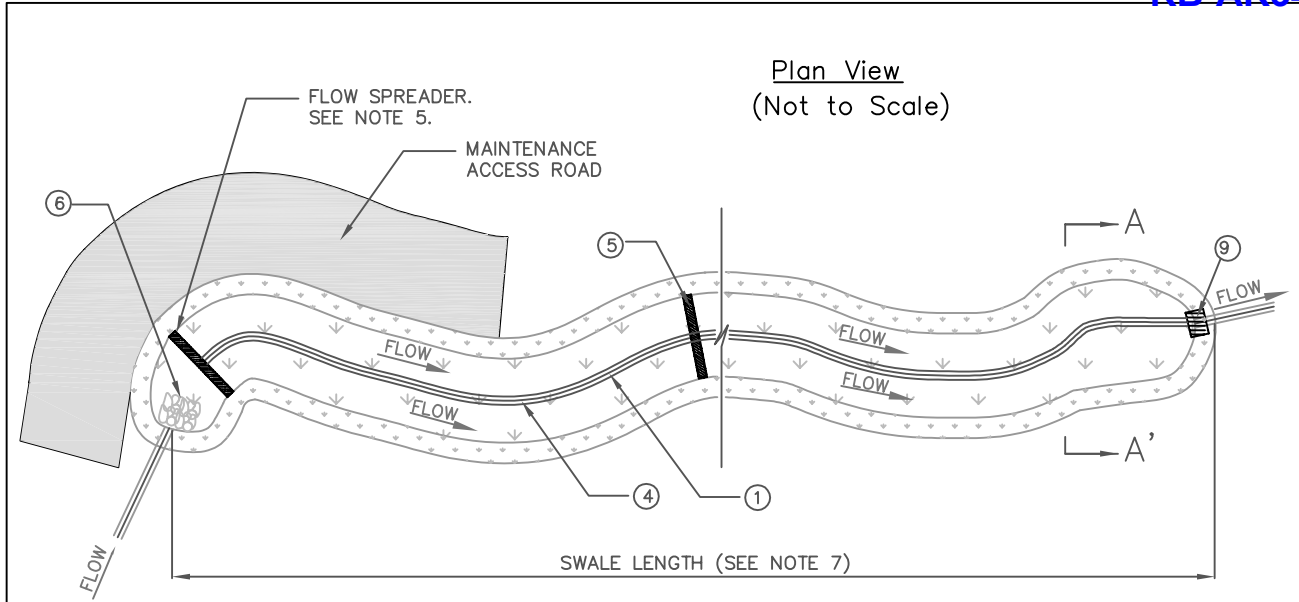 Plan View
(Not to Scale)
FLOW SPREADER.
SEE NOTE 5.
MAINTENANCE
ACCESS ROAD
6
5
A
9
FLOW
FLOW
FLOW
FLOW
FLOW
A'
4
1
SWALE LENGTH (SEE NOTE 7)
FLOW